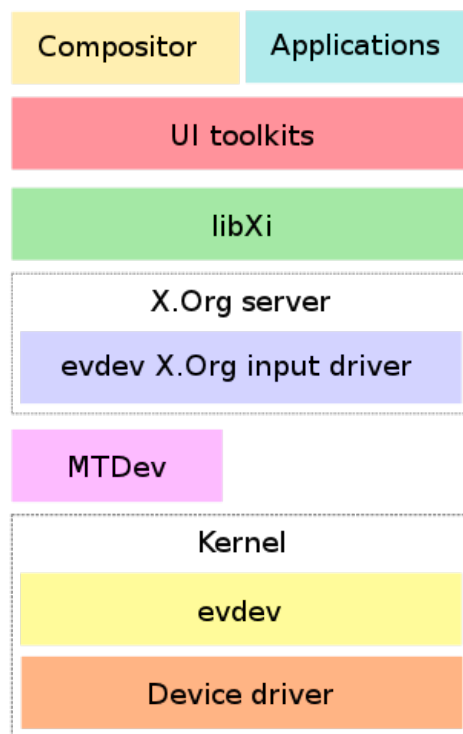 Compositor
Applications
UI toolkits
libXi
X.Org server
evdev X.Org input driver
MTDev
Kernel
evdev
Device driver